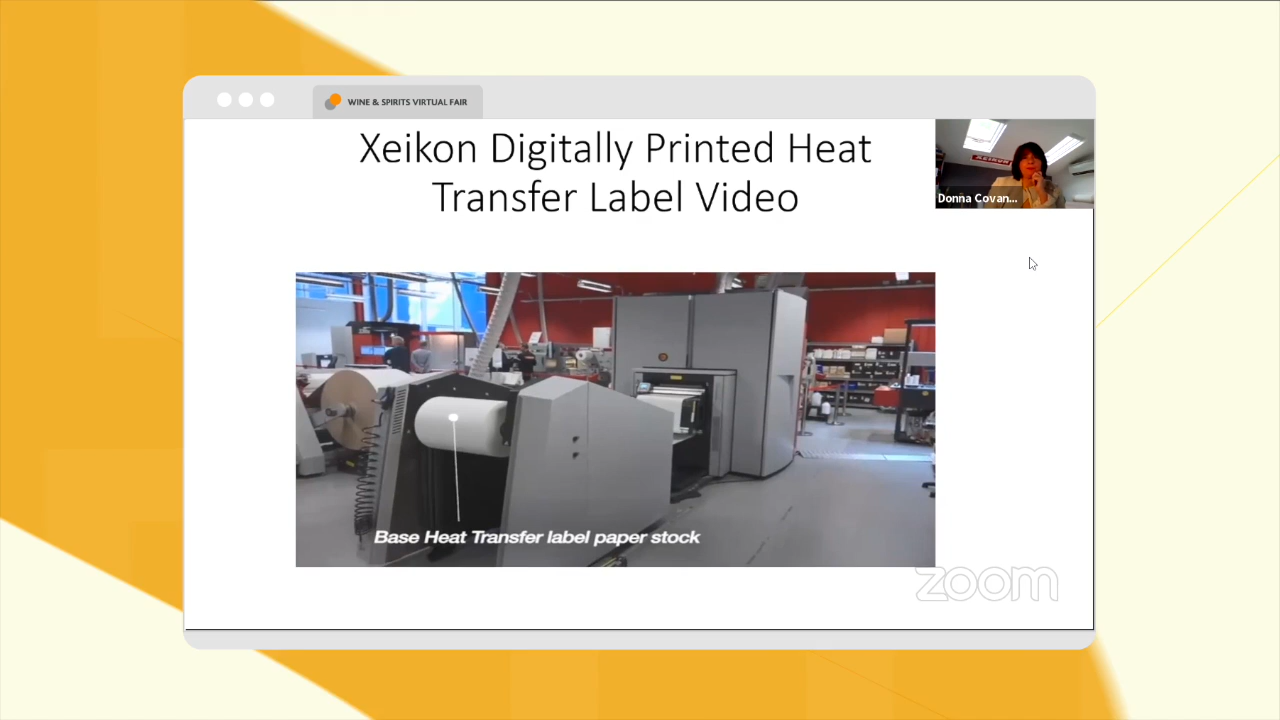 WINE & SPIRITS VIRTUAL FAIR
Xeikon Digitally Printed Heat
Transfer Label Video
XEIKON
Donna Covan...
Base Heat Transfer label paper stock
zoom